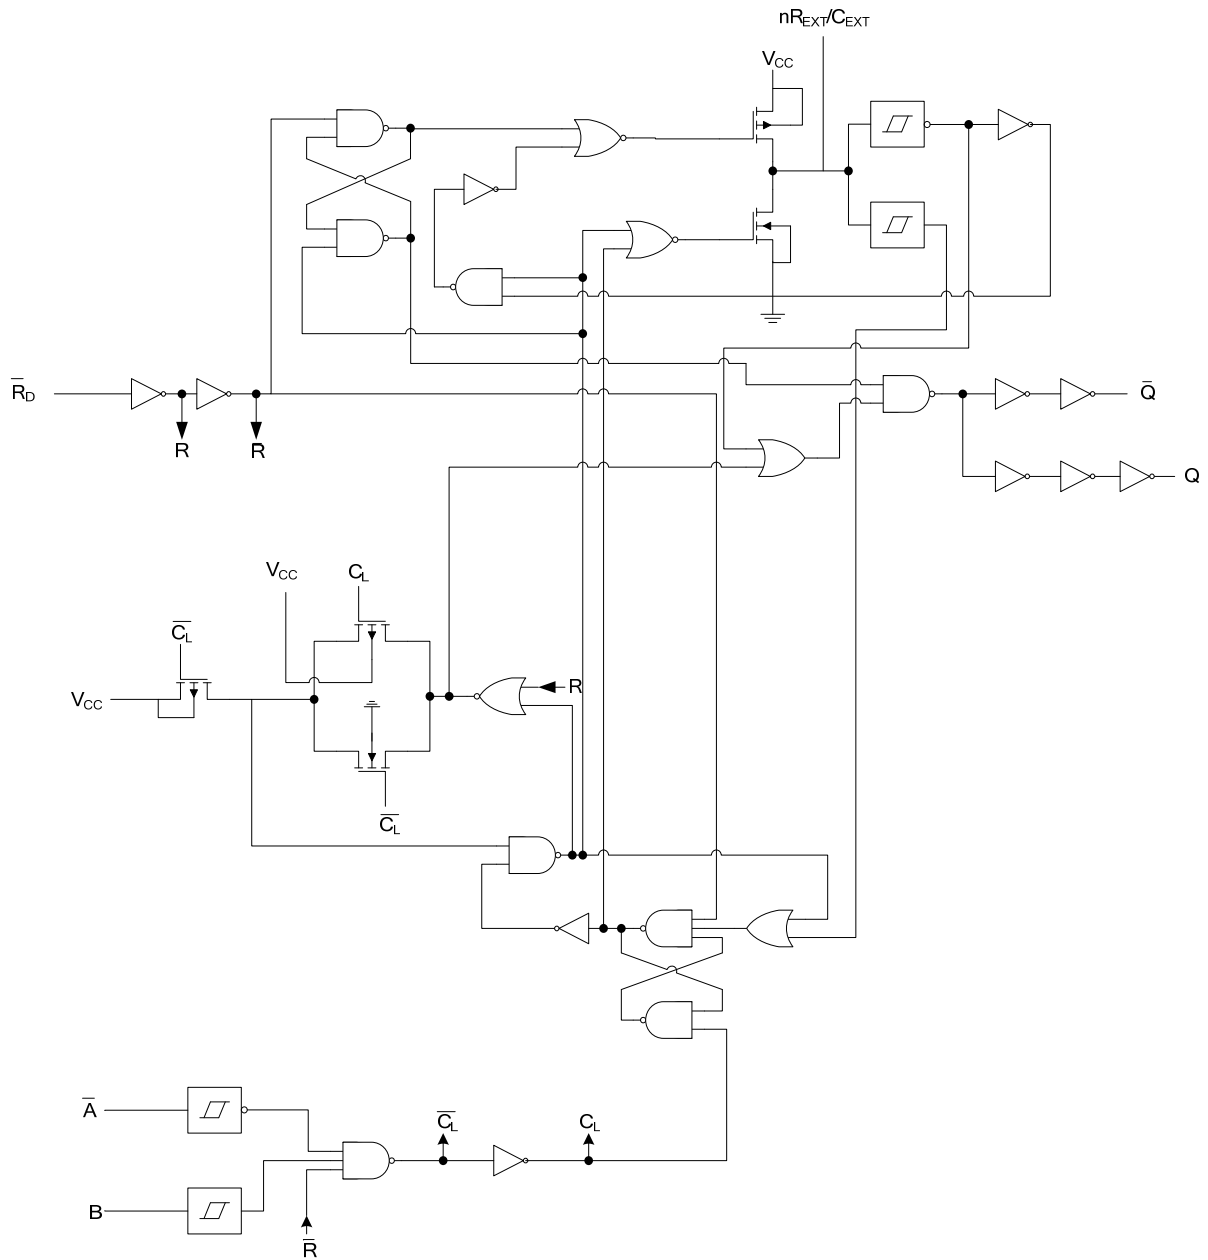 nR_EXT/C_EXT
V_CC
R̅_D
R
R
Q̅
Q
V_CC
C_L
C̅_L̅
V_CC
R
C̅_L̅
A̅
C̅_L̅
C_L
B
R̅